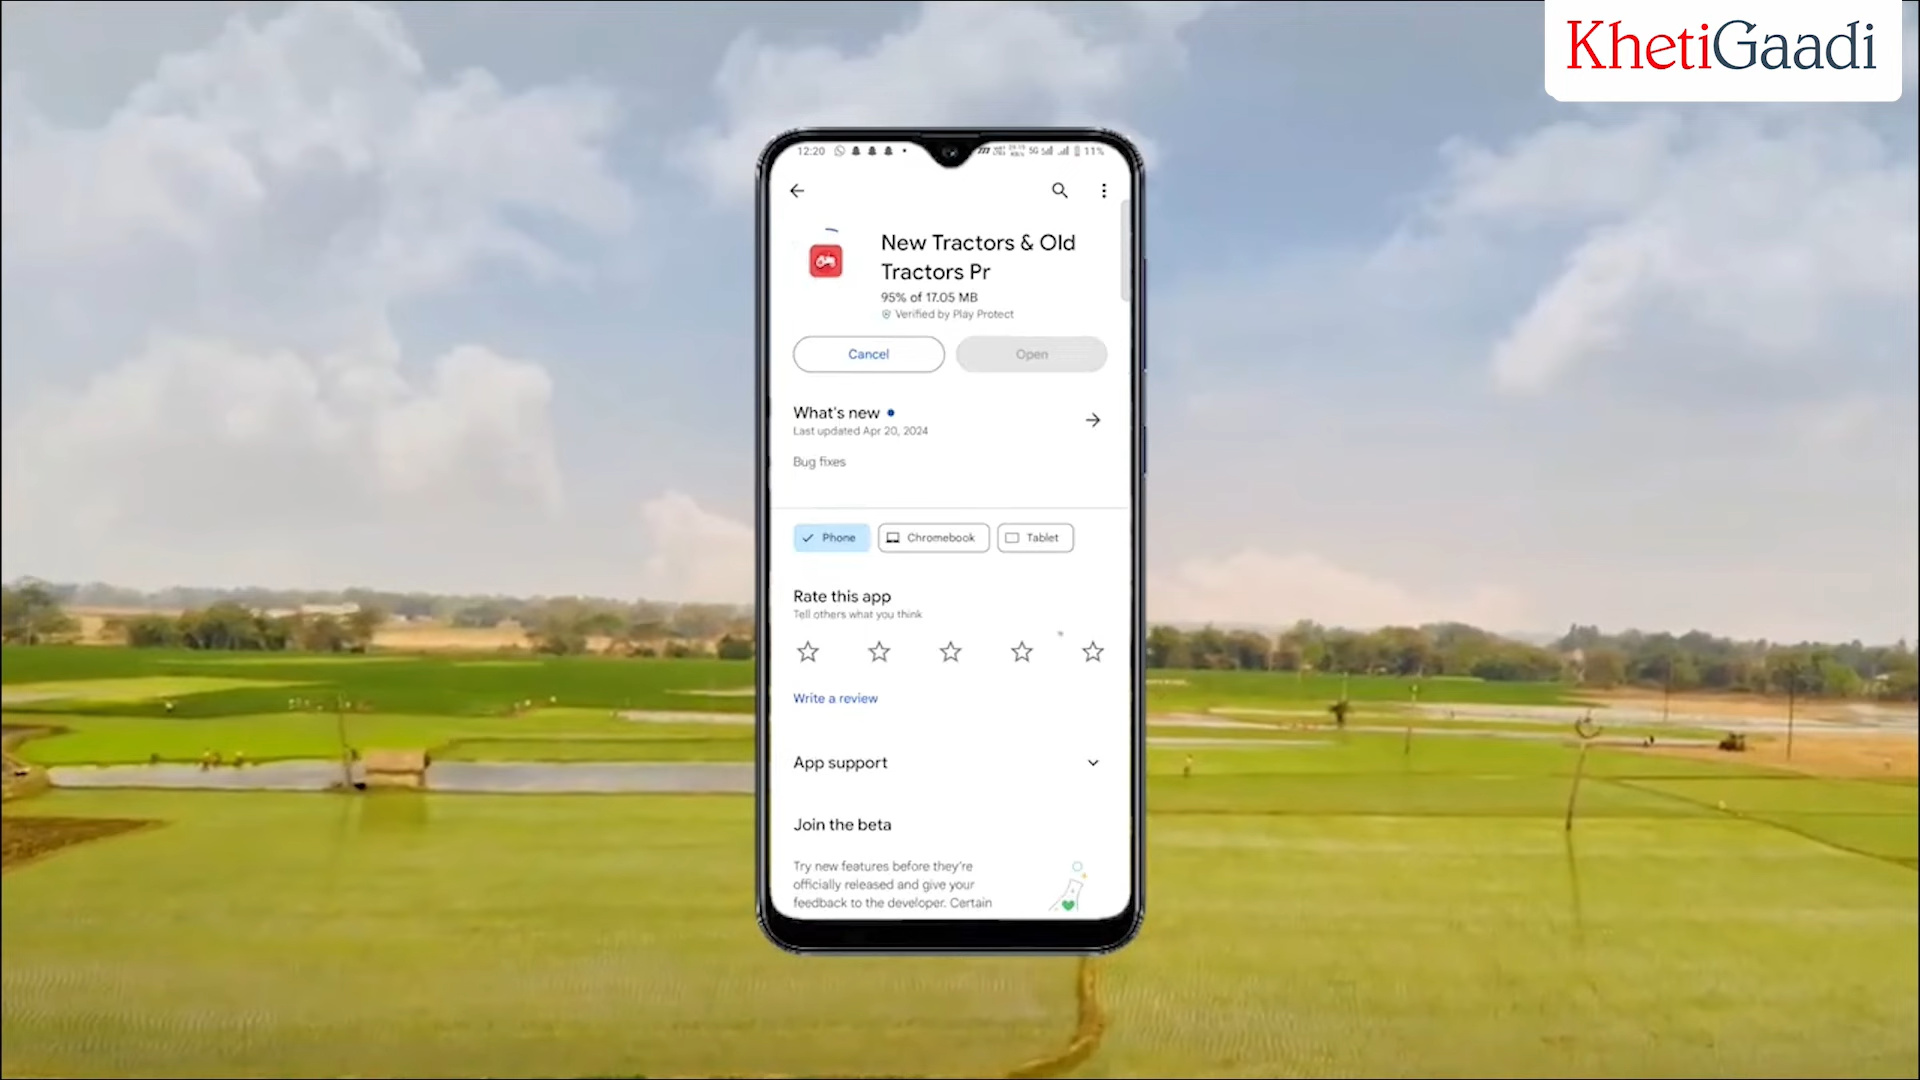 KhetiGaadi
12:20
5G
11%
New Tractors & Old
Tractors Pr
95% of 17.05 MB
Verified by Play Protect
Cancel
Open
What's new
Last updated Apr 20, 2024
Bug fixes
Phone
Chromebook
Tablet
Rate this app
Tell others what you think
Write a review
App support
Join the beta
Try new features before they're
officially released and give your
feedback to the developer. Certain